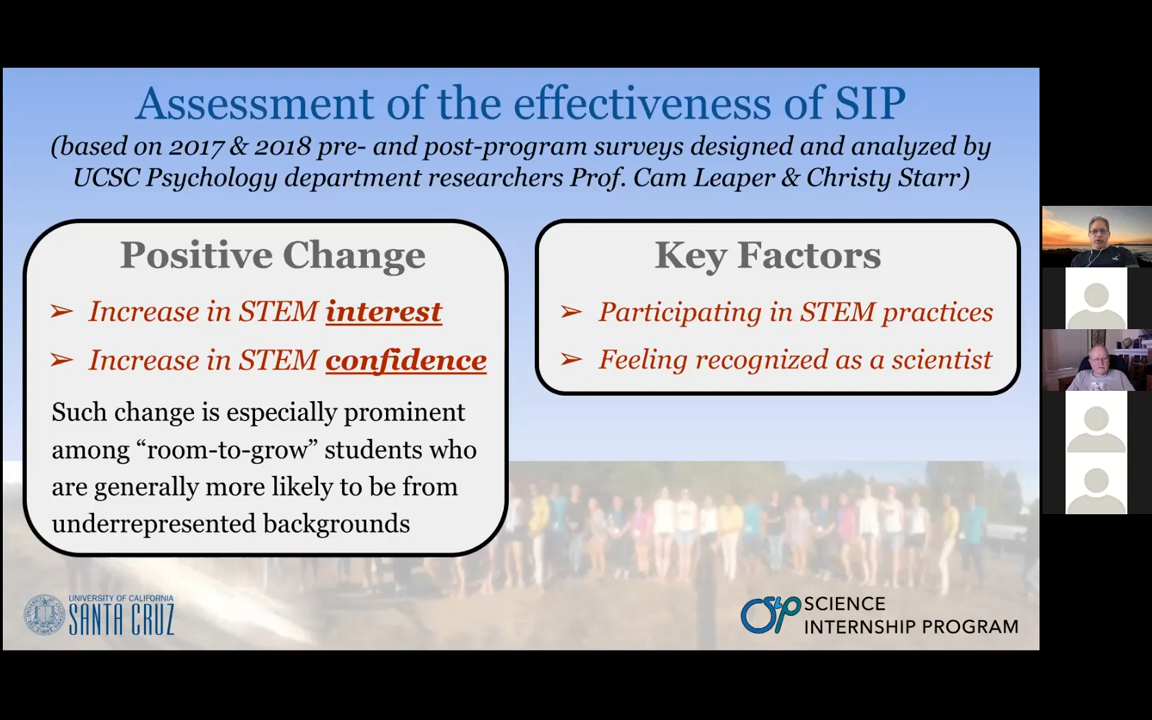 Assessment of the effectiveness of SIP
(based on 2017 & 2018 pre- and post-program surveys designed and analyzed by
UCSC Psychology department researchers Prof. Cam Leaper & Christy Starr)
Positive Change
➢ Increase in STEM interest
➢ Increase in STEM confidence
Such change is especially prominent
among “room-to-grow” students who
are generally more likely to be from
underrepresented backgrounds
Key Factors
➢ Participating in STEM practices
➢ Feeling recognized as a scientist
UNIVERSITY OF CALIFORNIA
SANTA CRUZ
SIP SCIENCE
INTERNSHIP PROGRAM